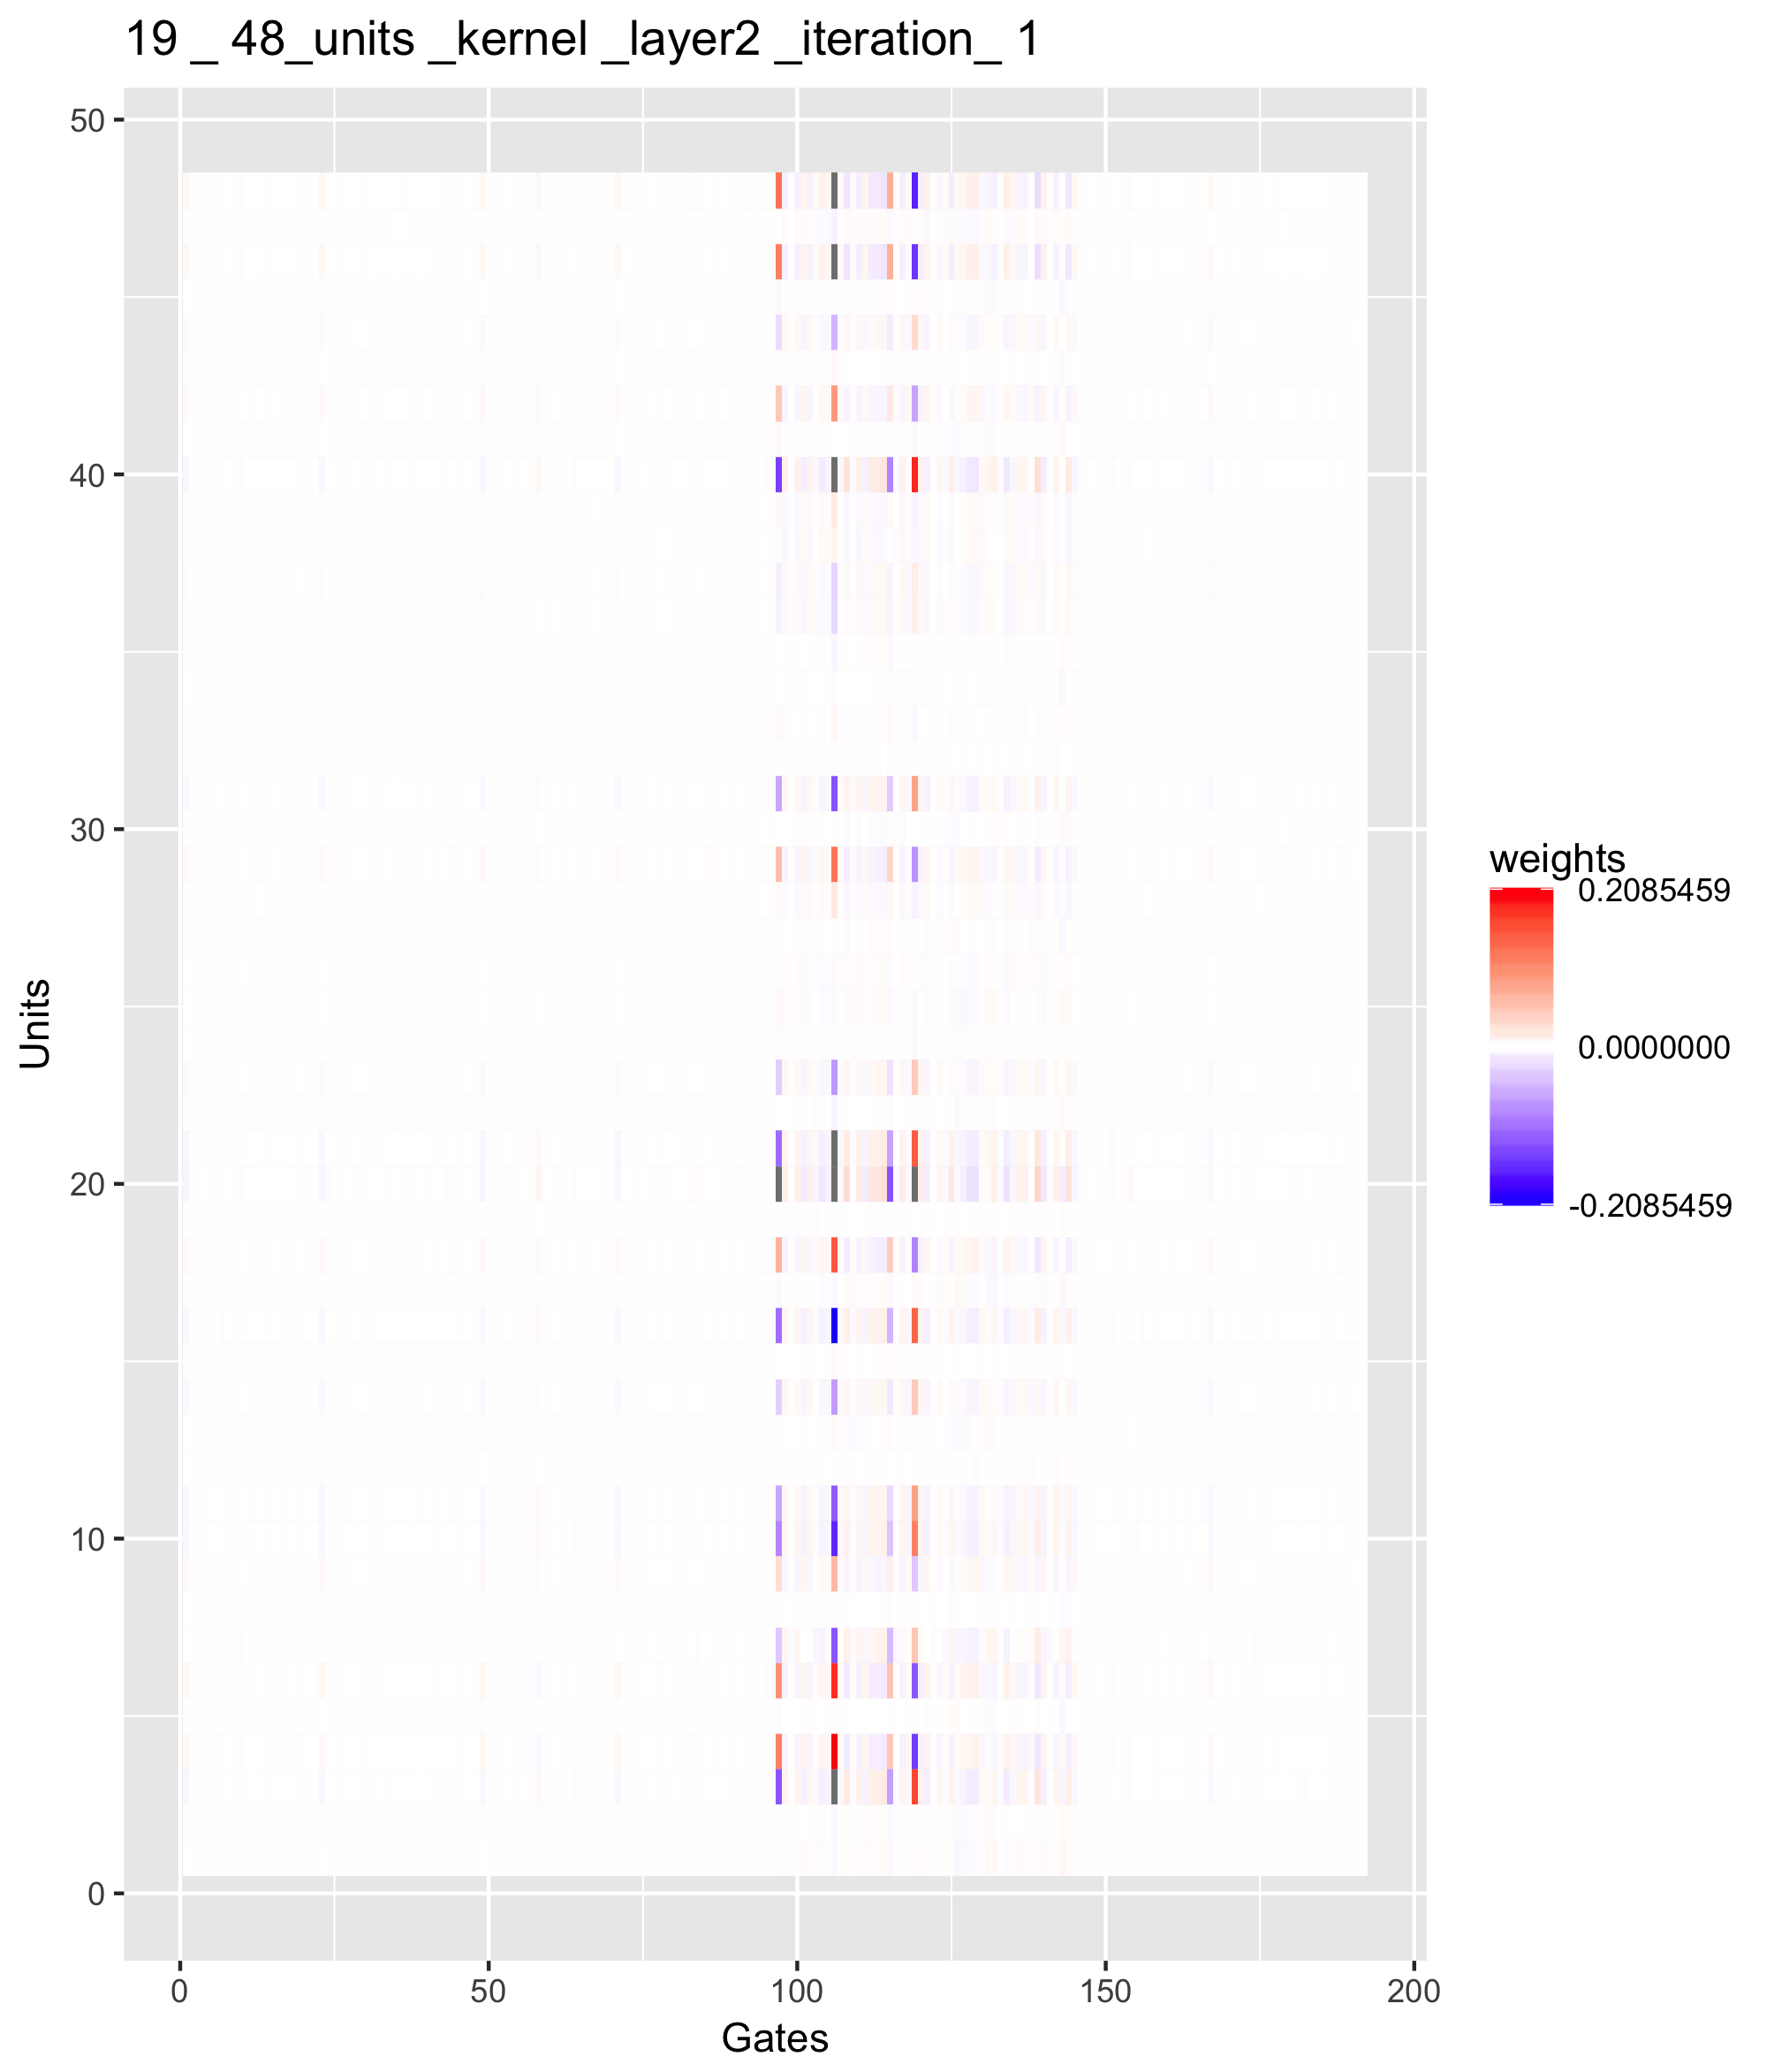 19 _ 48_units _kernel _layer2 _iteration_ 1
50
40
30
20
10
0
Units
0 50 100 150 200
Gates
weights
0.2085459
0.0000000
-0.2085459